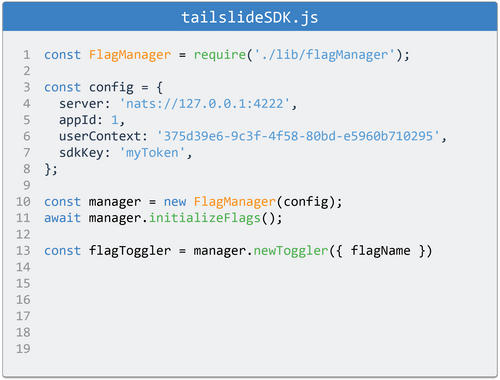 tailslideSDK.js
1 const FlagManager = require('./lib/flagManager');
2
3 const config = {
4   server: 'nats://127.0.0.1:4222',
5   appId: 1,
6   userContext: '375d39e6-9c3f-4f58-80bd-e5960b710295',
7   sdkKey: 'myToken',
8 };
9
10 const manager = new FlagManager(config);
11 await manager.initializeFlags();
12
13 const flagToggler = manager.newToggler({ flagName })
14
15
16
17
18
19